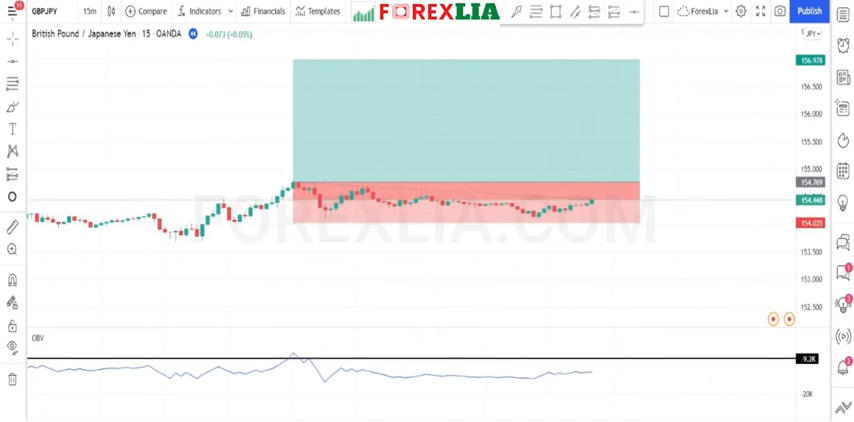 11
GBPJPY 15m Compare Indicators Financials Templates FOREXLIA ForexLia Publish
British Pound / Japanese Yen · 15 · OANDA +0.073 (+0.05%)
JPY
156.978
156.500
156.000
155.500
155.000
154.769
154.448
154.035
153.500
153.000
152.500
FOREXLIA.COM
OBV
-9.2K
-20K